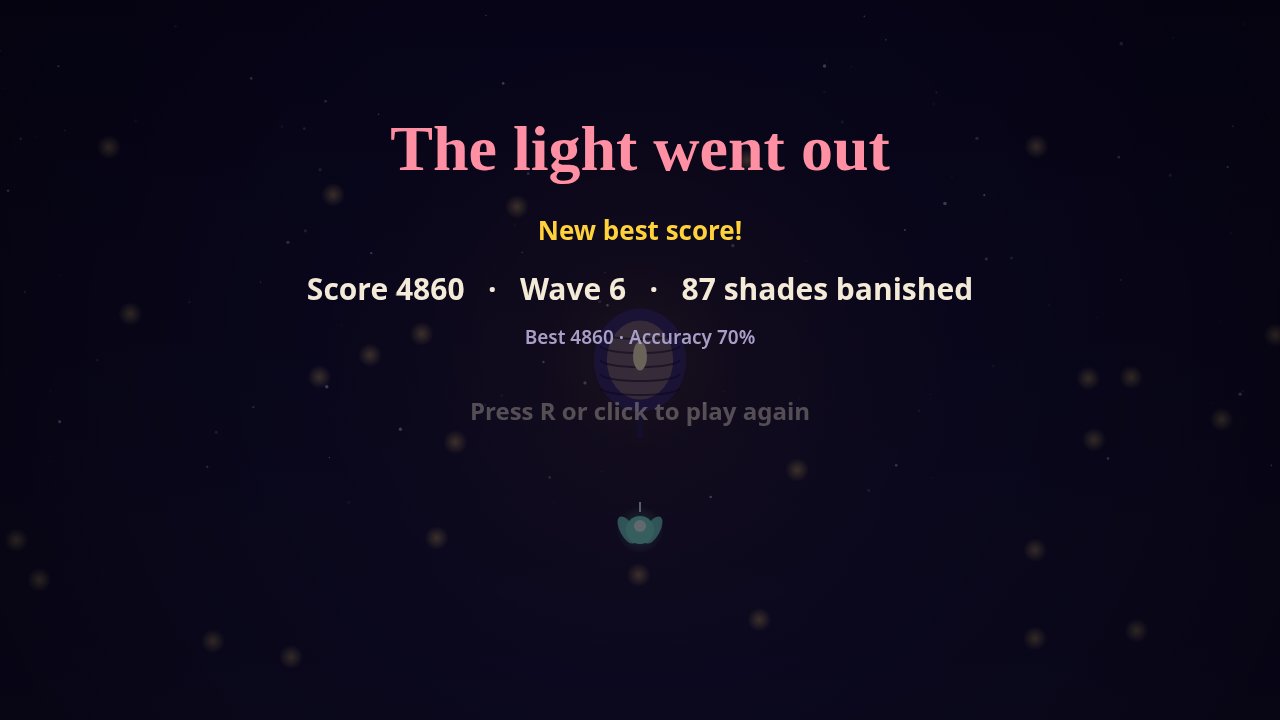 The light went out
New best score!
Score 4860 · Wave 6 · 87 shades banished
Best 4860 · Accuracy 70%
Press R or click to play again